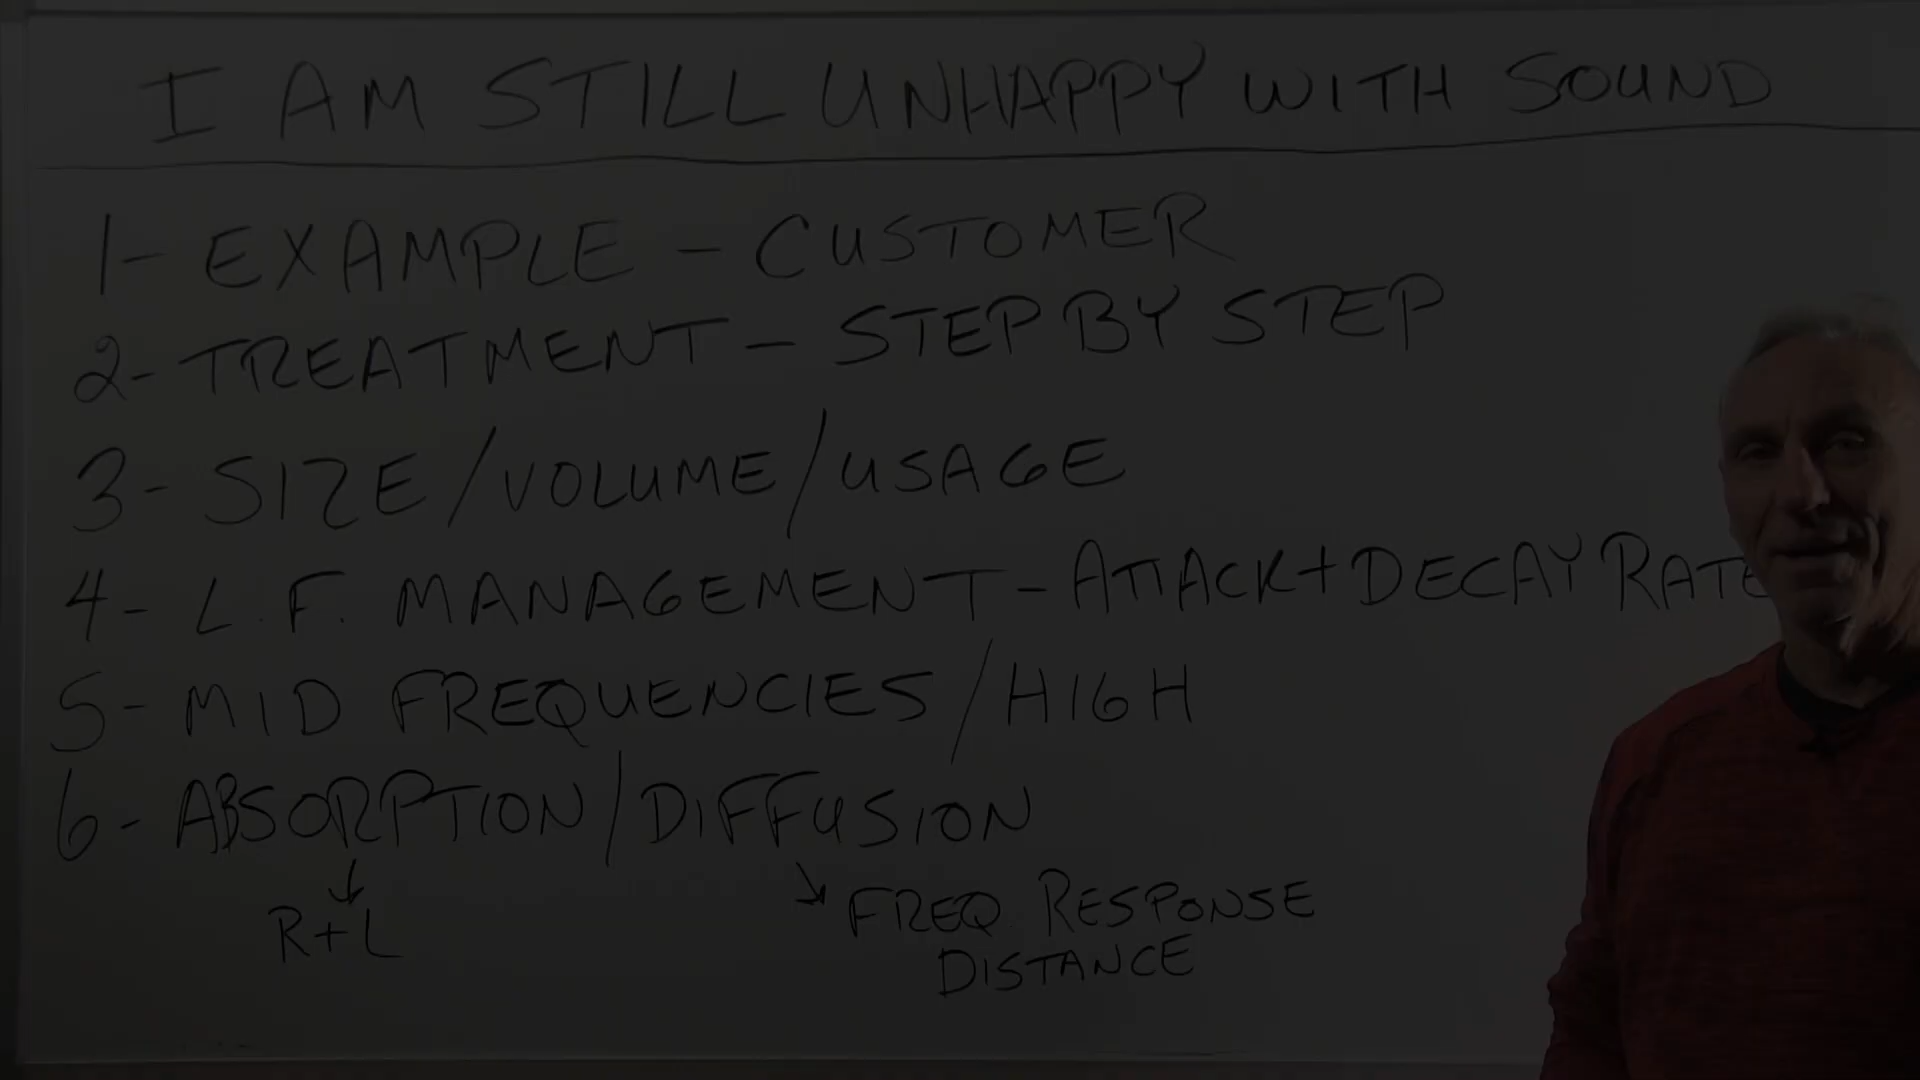 I AM STILL UNHAPPY WITH SOUND
1- EXAMPLE - CUSTOMER
2- TREATMENT - STEP BY STEP
3- SIZE/VOLUME/USAGE
4- L.F. MANAGEMENT - ATTACK+DECAY RATE
5- MID FREQUENCIES/HIGH
6- ABSORPTION/DIFFUSION
R+L
FREQ. RESPONSE
DISTANCE